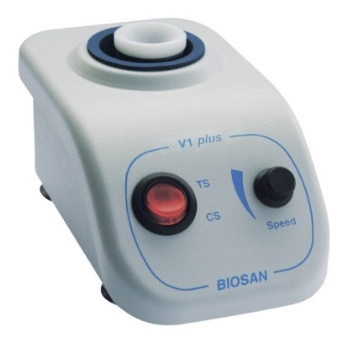 V1 plus
TS
CS
Speed
BIOSAN